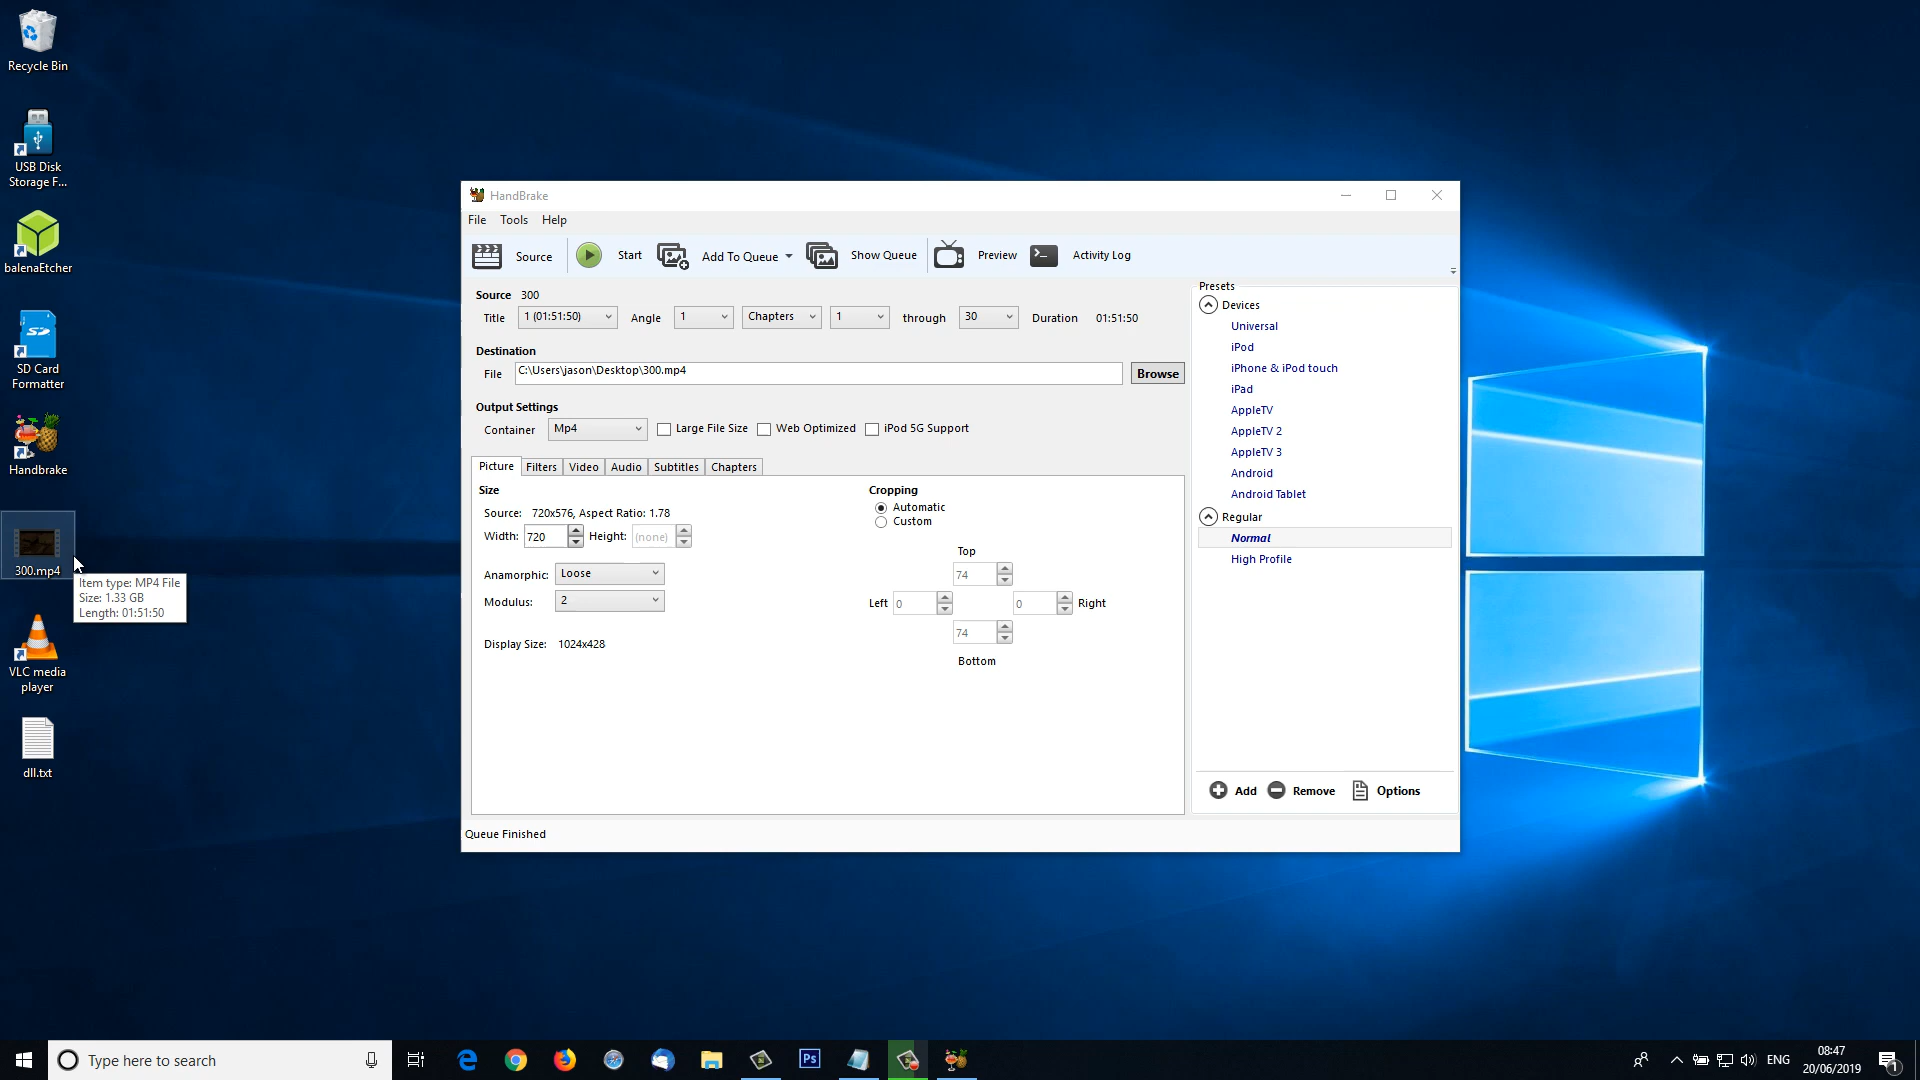 Recycle Bin
USB Disk
Storage F...
balenaEtcher
SD Card
Formatter
Handbrake
300.mp4
Item type: MP4 File
Size: 1.33 GB
Length: 01:51:50
VLC media
player
dll.txt
HandBrake
File Tools Help
Source Start Add To Queue Show Queue Preview Activity Log
Source 300
Title 1 (01:51:50) Angle 1 Chapters 1 through 30 Duration 01:51:50
Destination
File C:\Users\jason\Desktop\300.mp4 Browse
Output Settings
Container Mp4 Large File Size Web Optimized iPod 5G Support
Picture Filters Video Audio Subtitles Chapters
Size
Source: 720x576, Aspect Ratio: 1.78
Width: 720 Height: (none)
Anamorphic: Loose
Modulus: 2
Display Size: 1024x428
Cropping
Automatic
Custom
Top
74
Left 0 0 Right
74
Bottom
Presets
Devices
Universal
iPod
iPhone & iPod touch
iPad
AppleTV
AppleTV 2
AppleTV 3
Android
Android Tablet
Regular
Normal
High Profile
Add Remove Options
Queue Finished
Type here to search
Ps
ENG
08:47
20/06/2019
1